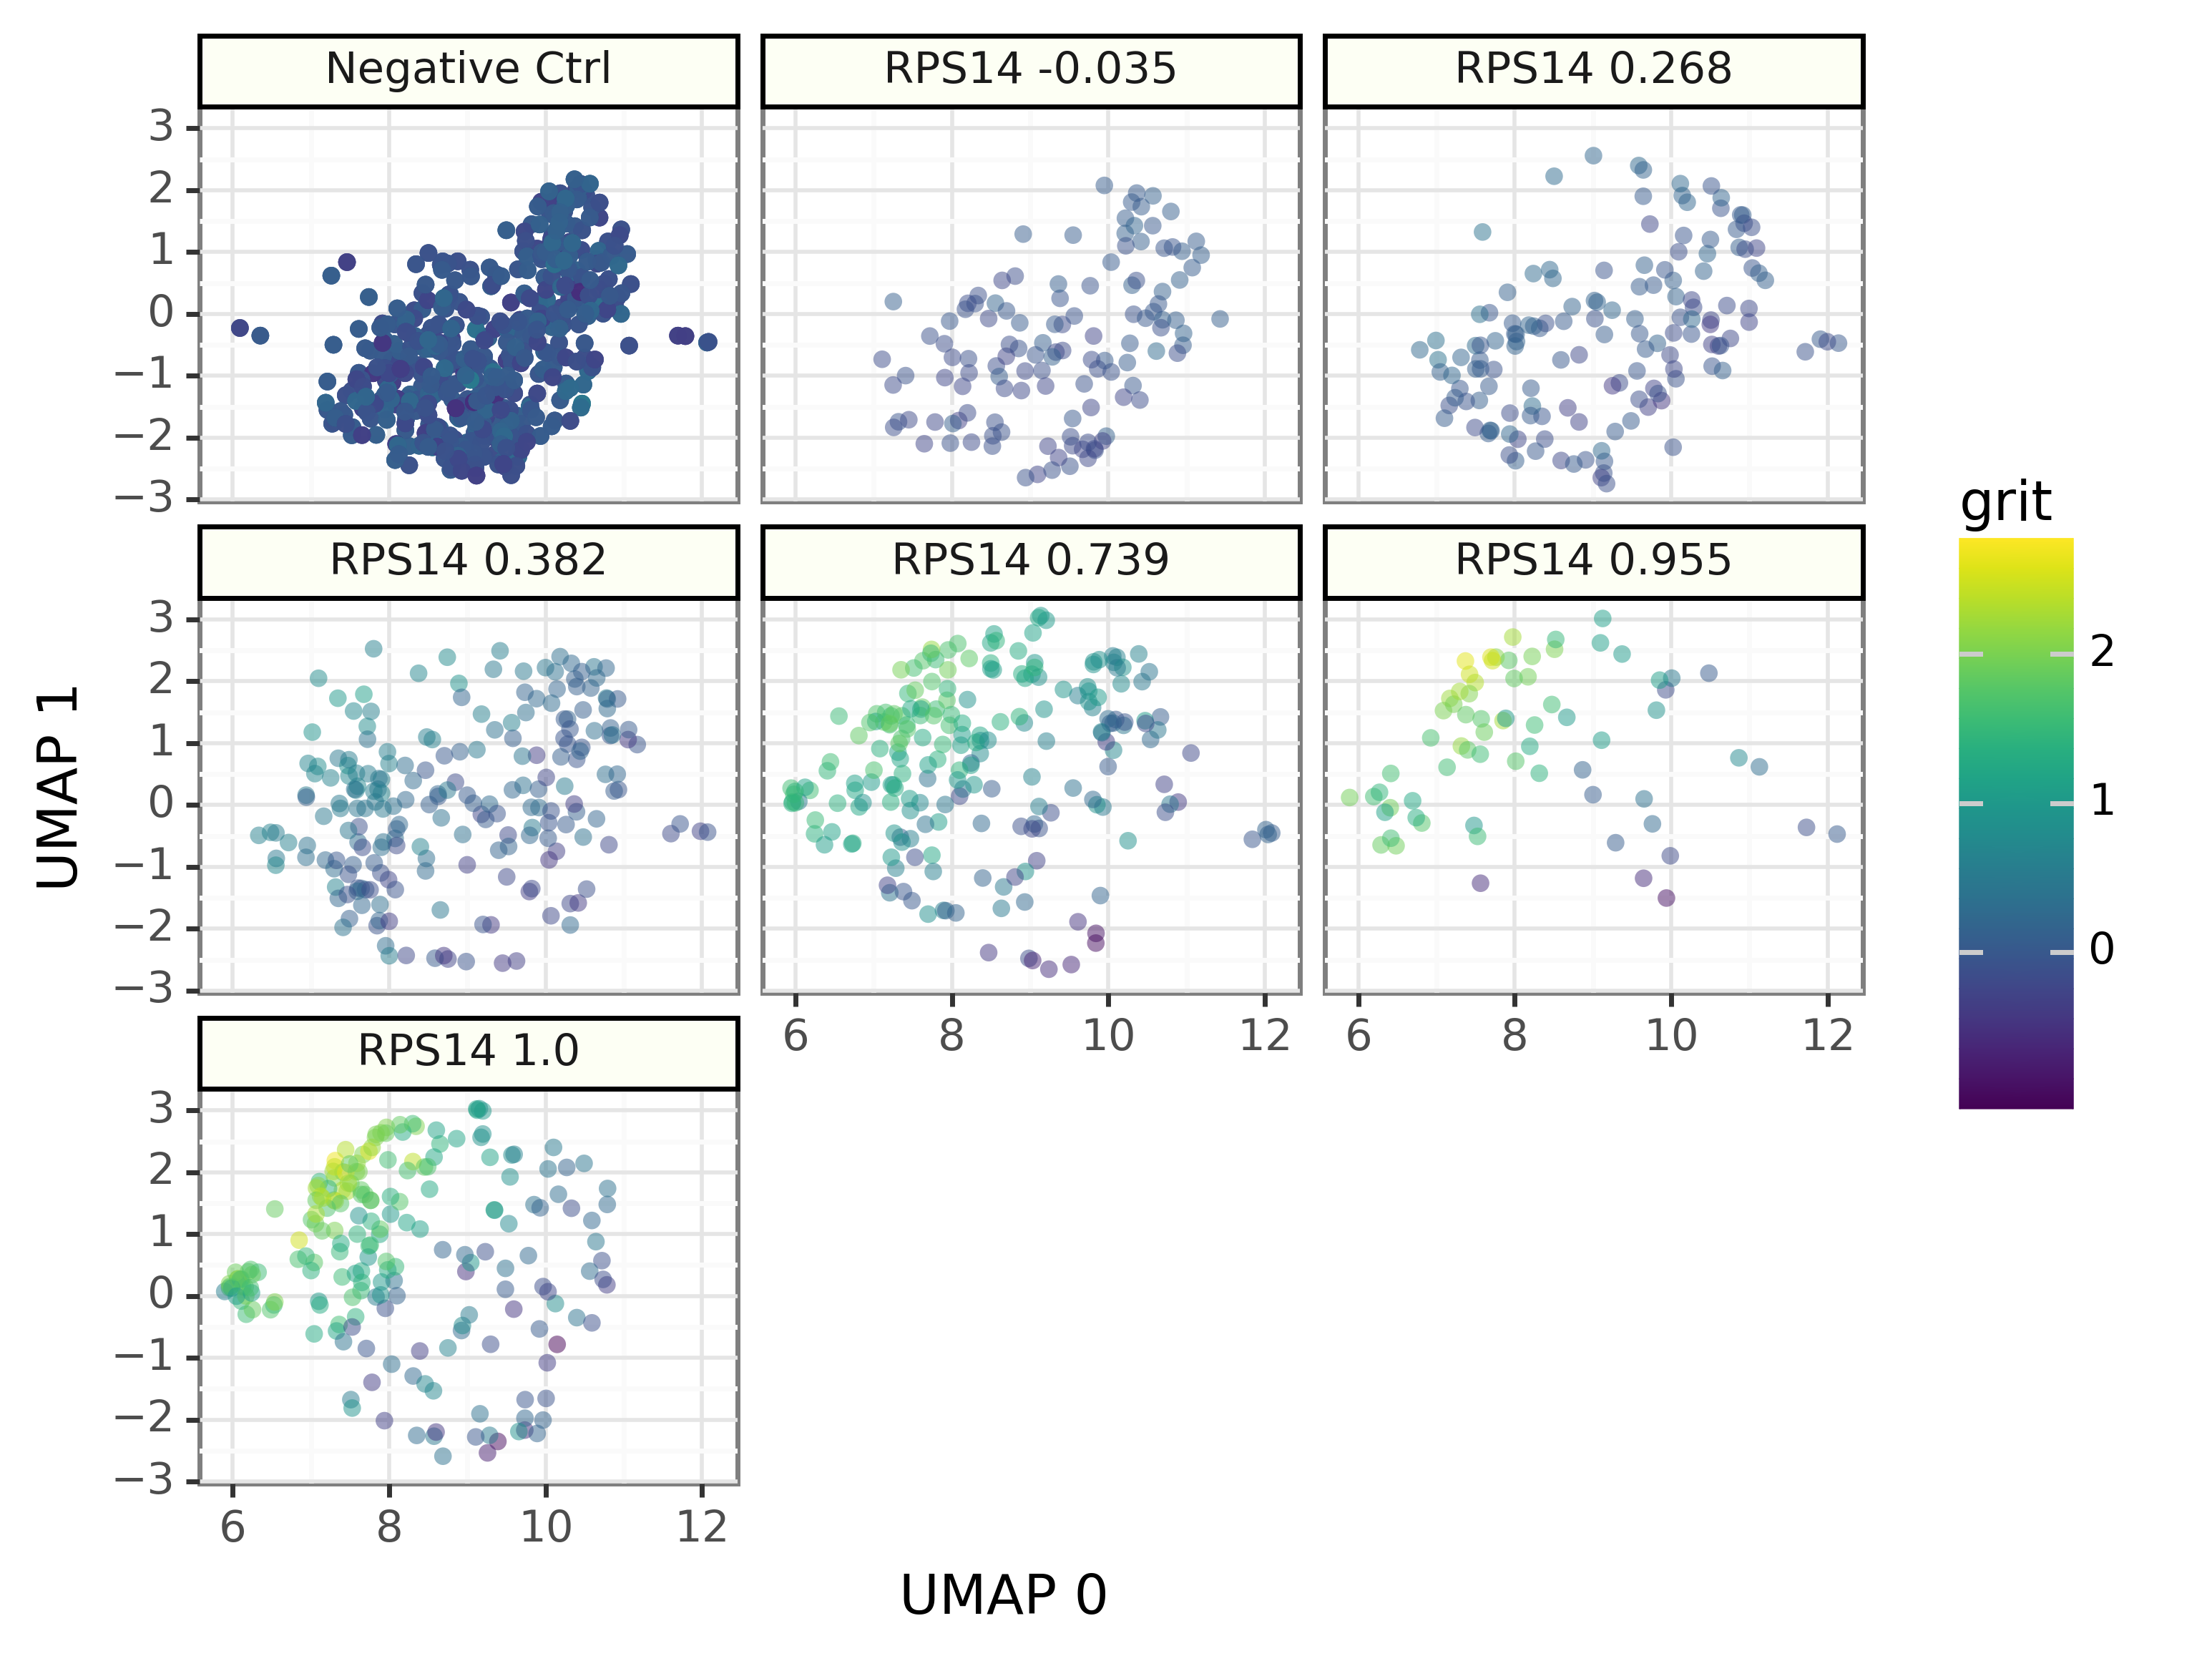 Negative Ctrl
RPS14 -0.035
RPS14 0.268
3
2
1
0
−1
−2
−3
RPS14 0.382
RPS14 0.739
RPS14 0.955
3
2
1
0
−1
−2
−3
6 8 10 12
6 8 10 12
RPS14 1.0
3
2
1
0
−1
−2
−3
6 8 10 12
UMAP 0
UMAP 1
grit
2
1
0